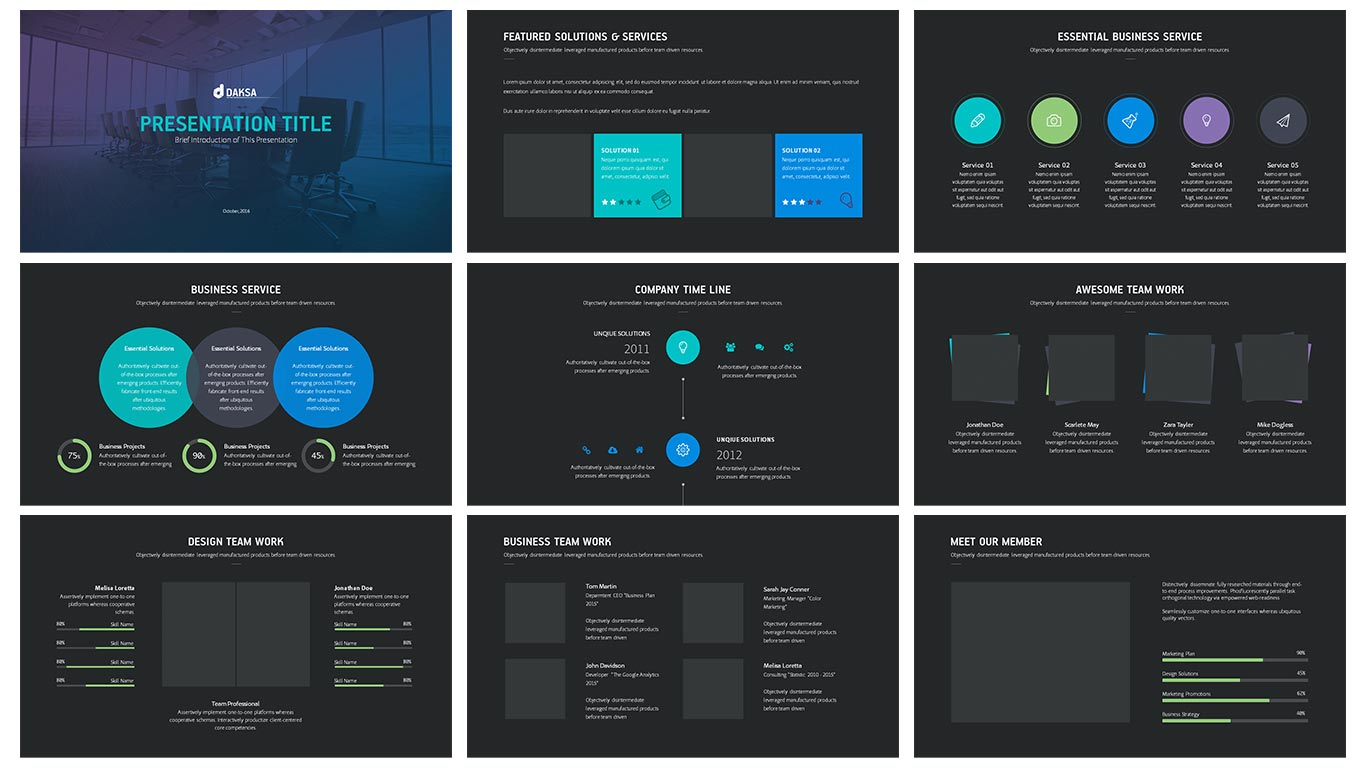 DAKSA
PRESENTATION TITLE
Brief Introduction of This Presentation
October, 2016
FEATURED SOLUTIONS & SERVICES
Objectively disintermediate leveraged manufactured products before team driven resources.
Lorem ipsum dolor sit amet, consectetur adipisicing elit, sed do eiusmod tempor incididunt ut labore et dolore magna aliqua. Ut enim ad minim veniam, quis nostrud
exercitation ullamco laboris nisi ut aliquip ex ea commodo consequat.
Duis aute irure dolor in reprehenderit in voluptate velit esse cillum dolore eu fugiat nulla pariatur.
SOLUTION 01
Neque porro quisquam est, qui
dolorem ipsum quia dolor sit
amet, consectetur, adipisci velit
SOLUTION 02
Neque porro quisquam est, qui
dolorem ipsum quia dolor sit
amet, consectetur, adipisci velit
ESSENTIAL BUSINESS SERVICE
Objectively disintermediate leveraged manufactured products before team driven resources
Service 01
Nemo enim ipsam
voluptatem quia voluptas
sit aspernatur aut odit aut
fugit, sed quia ratione
voluptatem sequi nescint
Service 02
Nemo enim ipsam
voluptatem quia voluptas
sit aspernatur aut odit aut
fugit, sed quia ratione
voluptatem sequi nescint
Service 03
Nemo enim ipsam
voluptatem quia voluptas
sit aspernatur aut odit aut
fugit, sed quia ratione
voluptatem sequi nescint
Service 04
Nemo enim ipsam
voluptatem quia voluptas
sit aspernatur aut odit aut
fugit, sed quia ratione
voluptatem sequi nescint
Service 05
Nemo enim ipsam
voluptatem quia voluptas
sit aspernatur aut odit aut
fugit, sed quia ratione
voluptatem sequi nescint
BUSINESS SERVICE
Objectively disintermediate leveraged manufactured products before team driven resources
Essential Solutions
Authoritatively cultivate out-
of-the-box processes after
emerging products. Efficiently
fabricate front-end results
after ubiquitous
methodologies.
Essential Solutions
Authoritatively cultivate out-
of-the-box processes after
emerging products. Efficiently
fabricate front-end results
after ubiquitous
methodologies.
Essential Solutions
Authoritatively cultivate out-
of-the-box processes after
emerging products. Efficiently
fabricate front-end results
after ubiquitous
methodologies.
75%
Business Projects
Authoritatively cultivate out-of-
the-box processes after emerging
90%
Business Projects
Authoritatively cultivate out-of-
the-box processes after emerging
45%
Business Projects
Authoritatively cultivate out-of-
the-box processes after emerging
COMPANY TIME LINE
Objectively disintermediate leveraged manufactured products before team driven resources
UNQIUE SOLUTIONS
2011
Authoritatively cultivate out-of-the-box
processes after emerging products.
Authoritatively cultivate out-of-the-box
processes after emerging products
UNQIUE SOLUTIONS
2012
Authoritatively cultivate out-of-the-box
processes after emerging products
Authoritatively cultivate out-of-the-box
processes after emerging products
AWESOME TEAM WORK
Objectively disintermediate leveraged manufactured products before team driven resources
Jonathan Doe
Objectively disintermediate
leveraged manufactured products
before team driven resources.
Scarlete May
Objectively disintermediate
leveraged manufactured products
before team driven resources.
Zara Tayler
Objectively disintermediate
leveraged manufactured products
before team driven resources.
Mike Dogless
Objectively disintermediate
leveraged manufactured products
before team driven resources.
DESIGN TEAM WORK
Objectively disintermediate leveraged manufactured products before team driven resources
Melisa Loretta
Assertively implement one-to-one
platforms whereas cooperative
schemas.
80% Skill Name
80% Skill Name
80% Skill Name
80% Skill Name
Jonathan Doe
Assertively implement one-to-one
platforms whereas cooperative
schemas
Skill Name 80%
Skill Name 80%
Skill Name 80%
Skill Name 80%
Team Professional
Assertively implement one-to-one platforms whereas
cooperative schemas. Interactively productize client-centered
core competencies.
BUSINESS TEAM WORK
Objectively disintermediate leveraged manufactured products before team driven resources.
Tom Martin
Deparmtent CEO "Business Plan
2015"
Objectively disintermediate
leveraged manufactured products
before team driven
Sarah Jay Conner
Marketing Manager "Color
Marketing"
Objectively disintermediate
leveraged manufactured products
before team driven
John Davidson
Developer "The Google Analytics
2015"
Objectively disintermediate
leveraged manufactured products
before team driven
Melisa Loretta
Consulting "Statistic 2010 - 2015"
Objectively disintermediate
leveraged manufactured products
before team driven
MEET OUR MEMBER
Objectively disintermediate leveraged manufactured products before team driven resources.
Distinctively disseminate fully researched materials through end-
to-end process improvements. Phosfluorescently parallel task
orthogonal technology via empowered web-readiness
Seamlessly customize one-to-one interfaces whereas ubiquitous
quality vectors.
Marketing Plan 90%
Design Solutions 45%
Marketing Promotions 62%
Business Strategy 40%